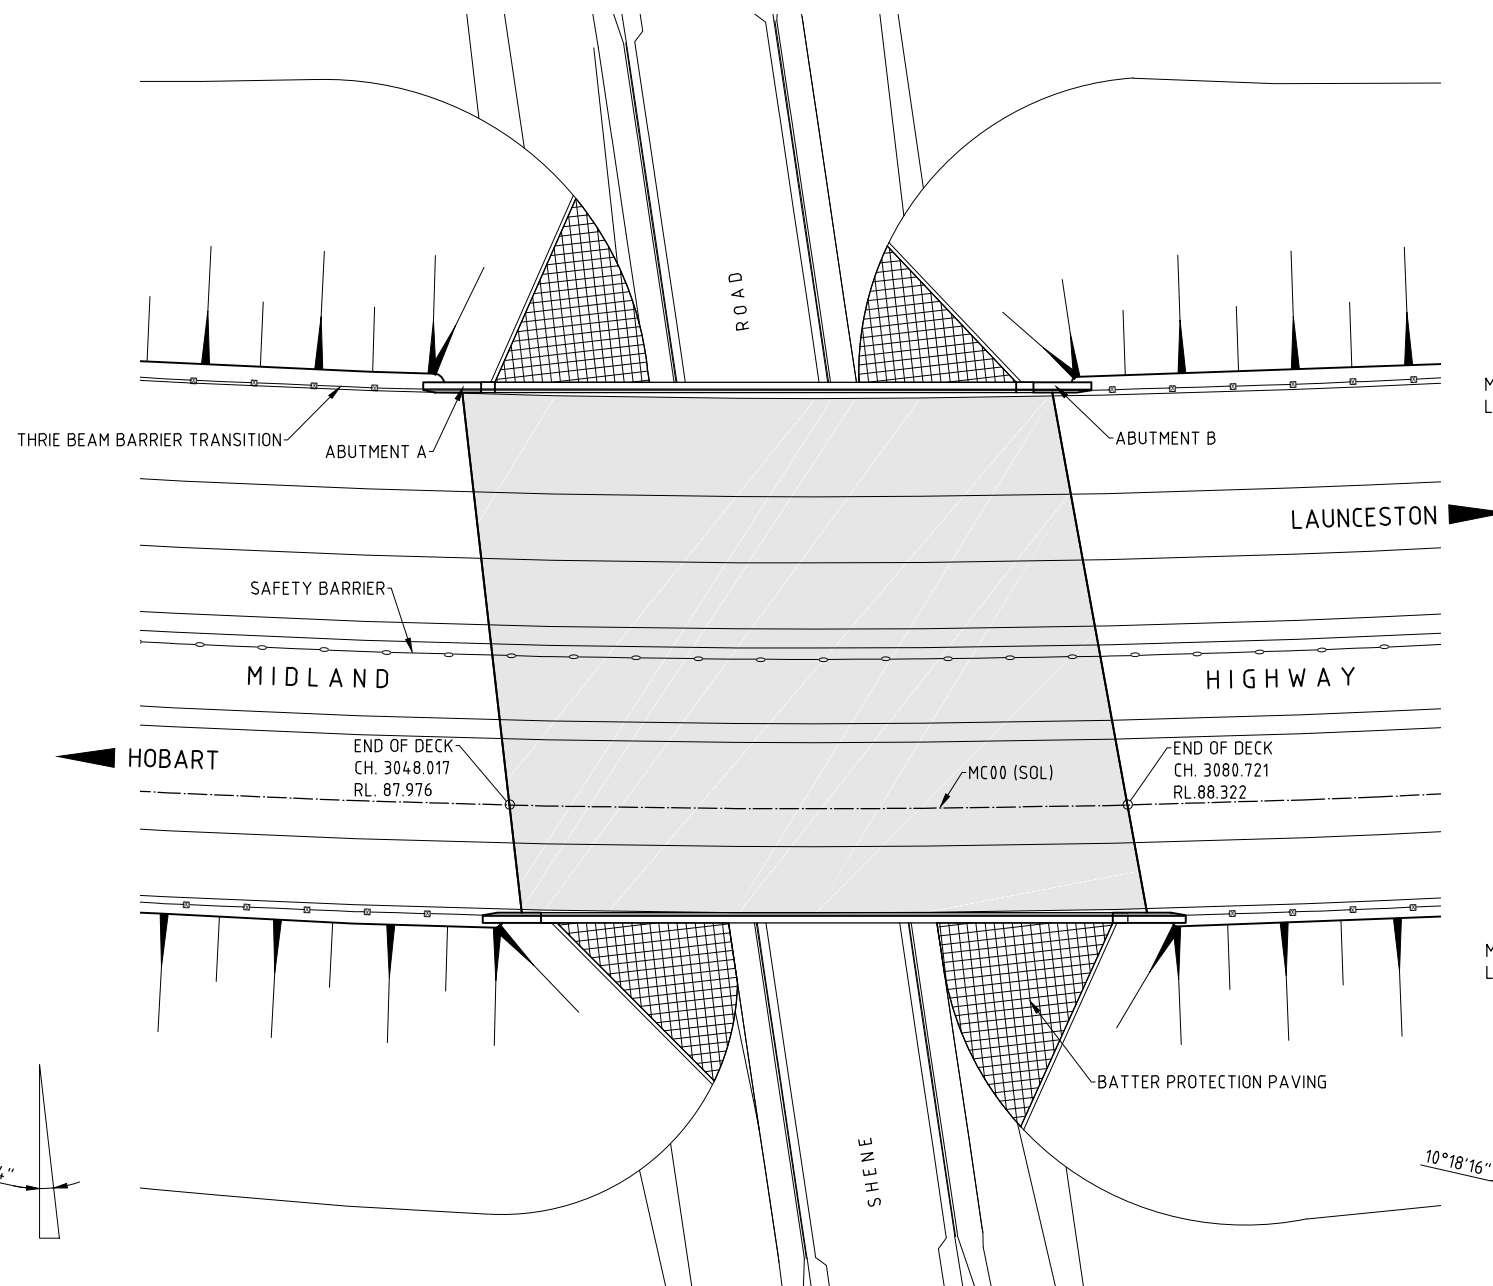 ROAD
THRIE BEAM BARRIER TRANSITION
ABUTMENT A
ABUTMENT B
M
L
LAUNCESTON
SAFETY BARRIER
MIDLAND
HIGHWAY
HOBART
END OF DECK
CH. 3048.017
RL. 87.976
MC00 (SOL)
END OF DECK
CH. 3080.721
RL.88.322
M
L
BATTER PROTECTION PAVING
SHENE
10°18'16"